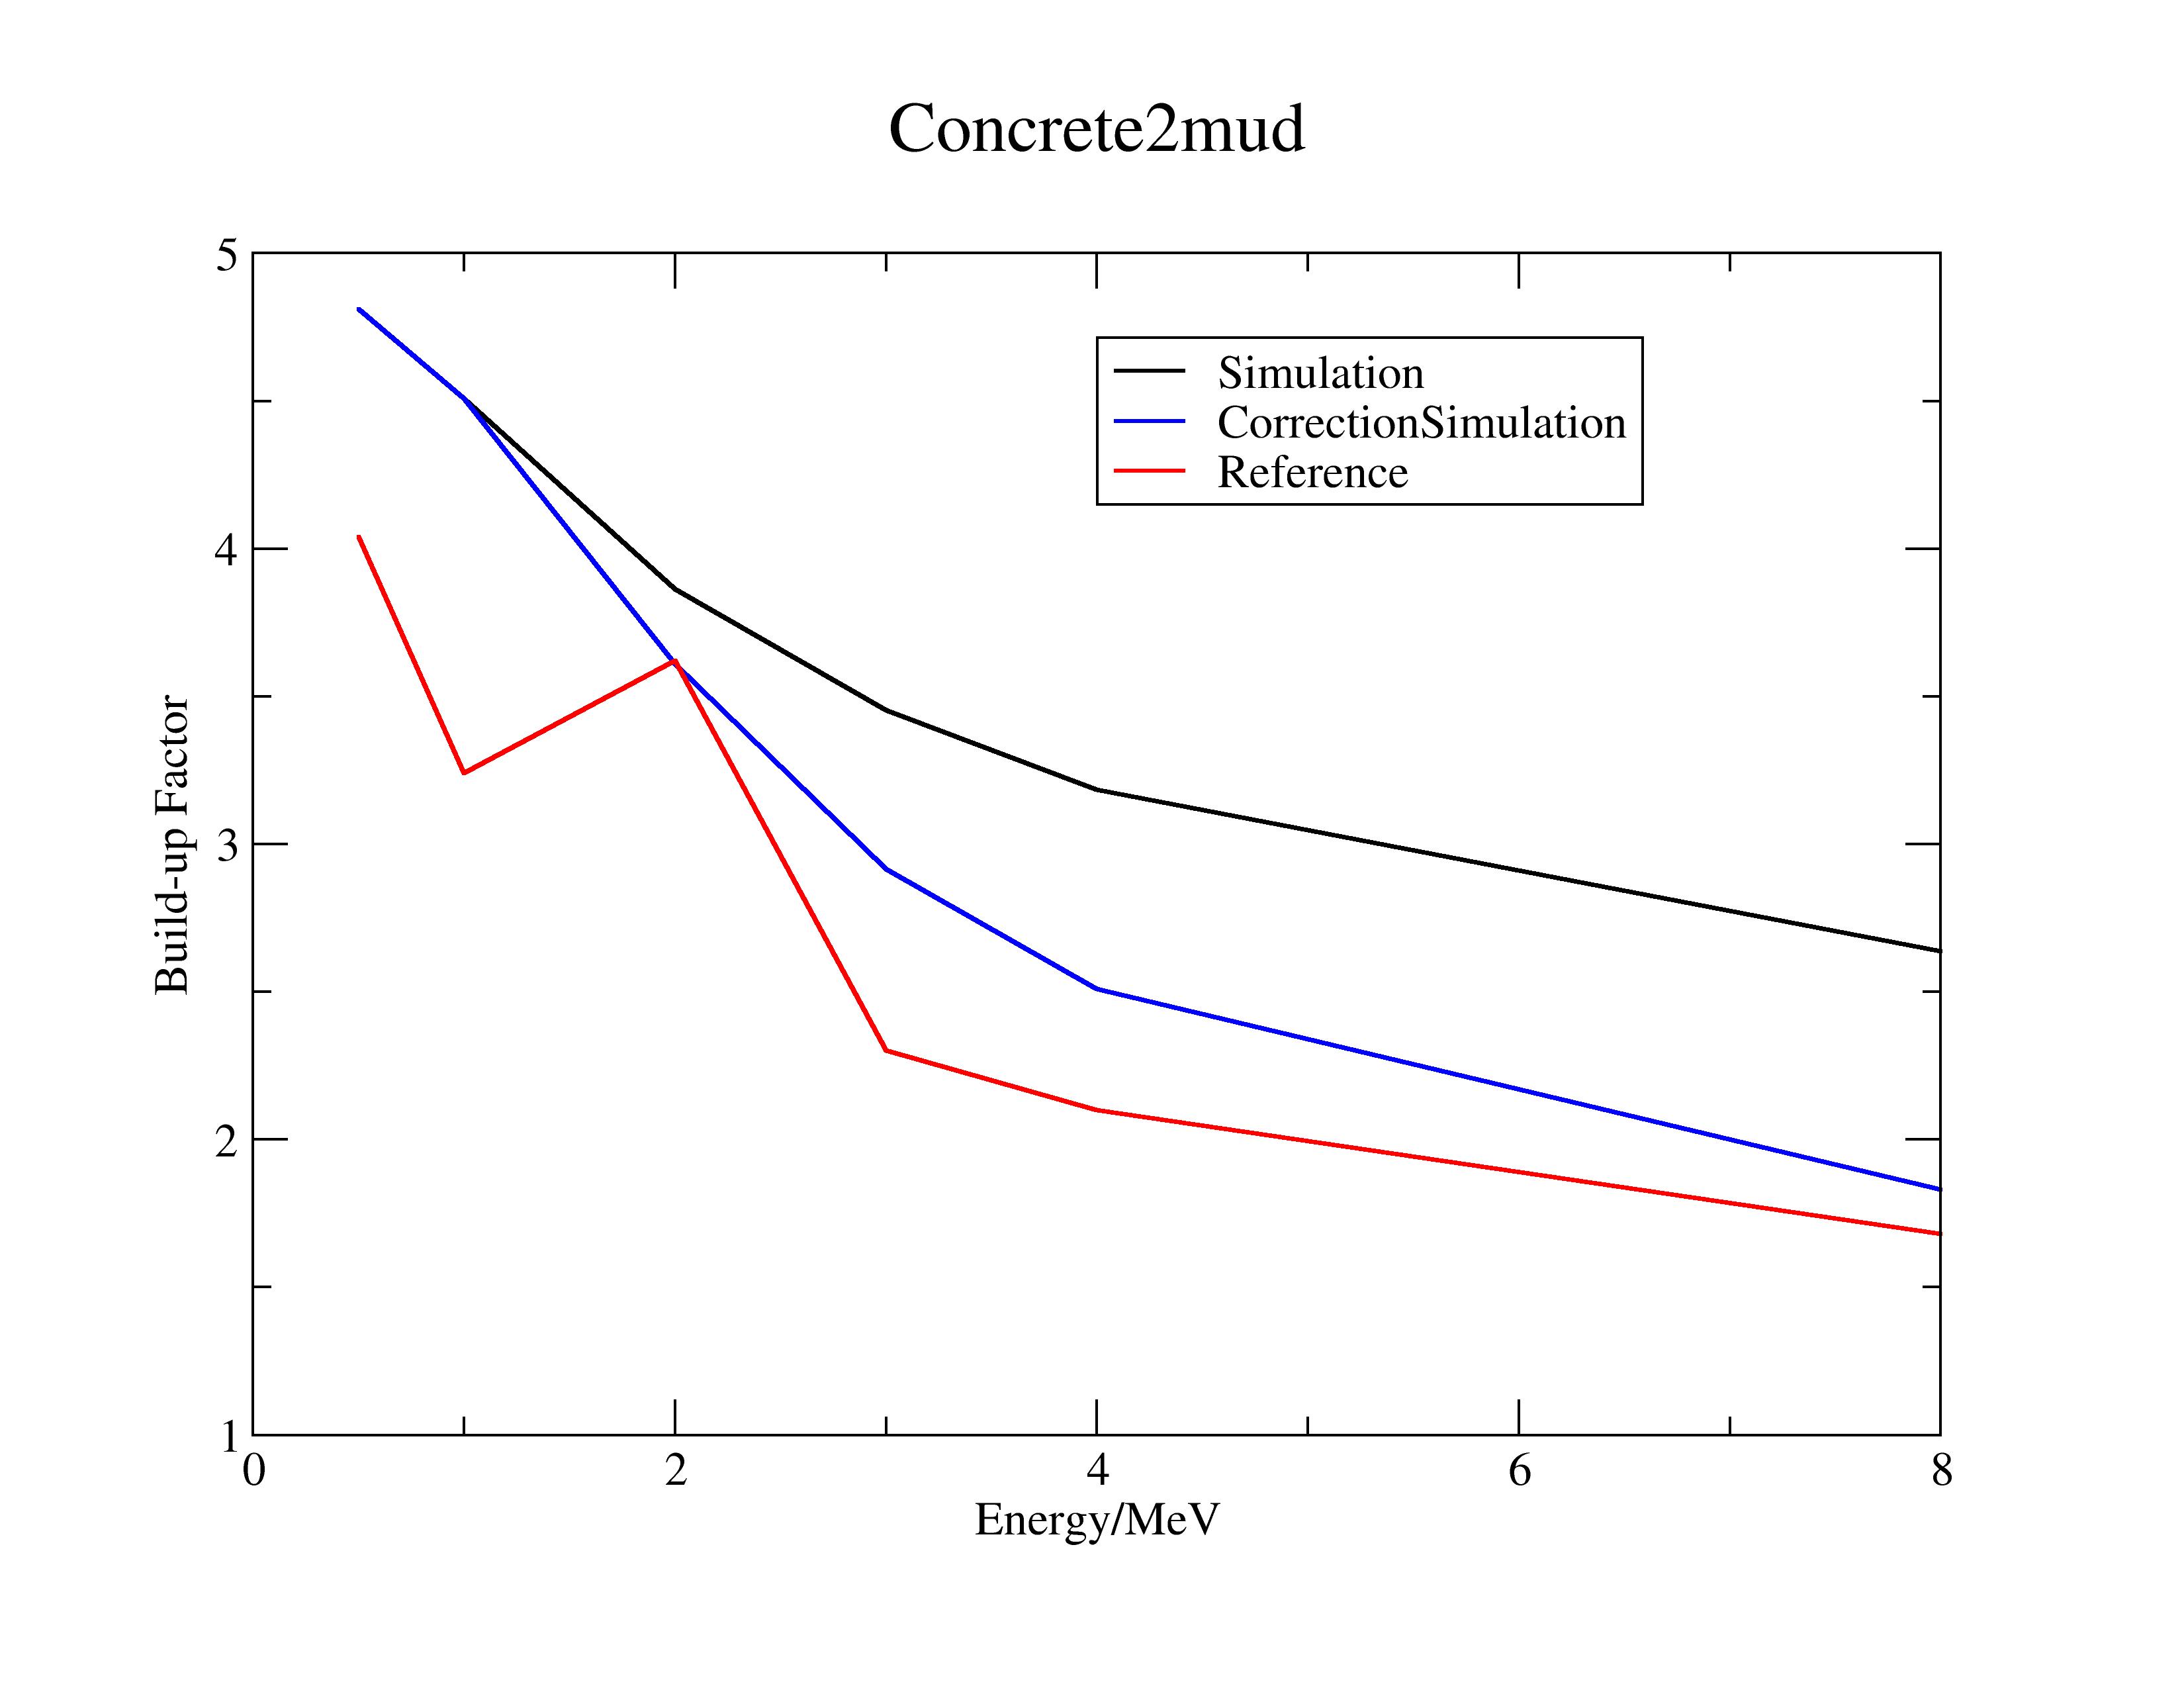 Concrete2mud
5
4
3
2
1
Build-up Factor
Simulation
CorrectionSimulation
Reference
0 2 4 6 8
Energy/MeV